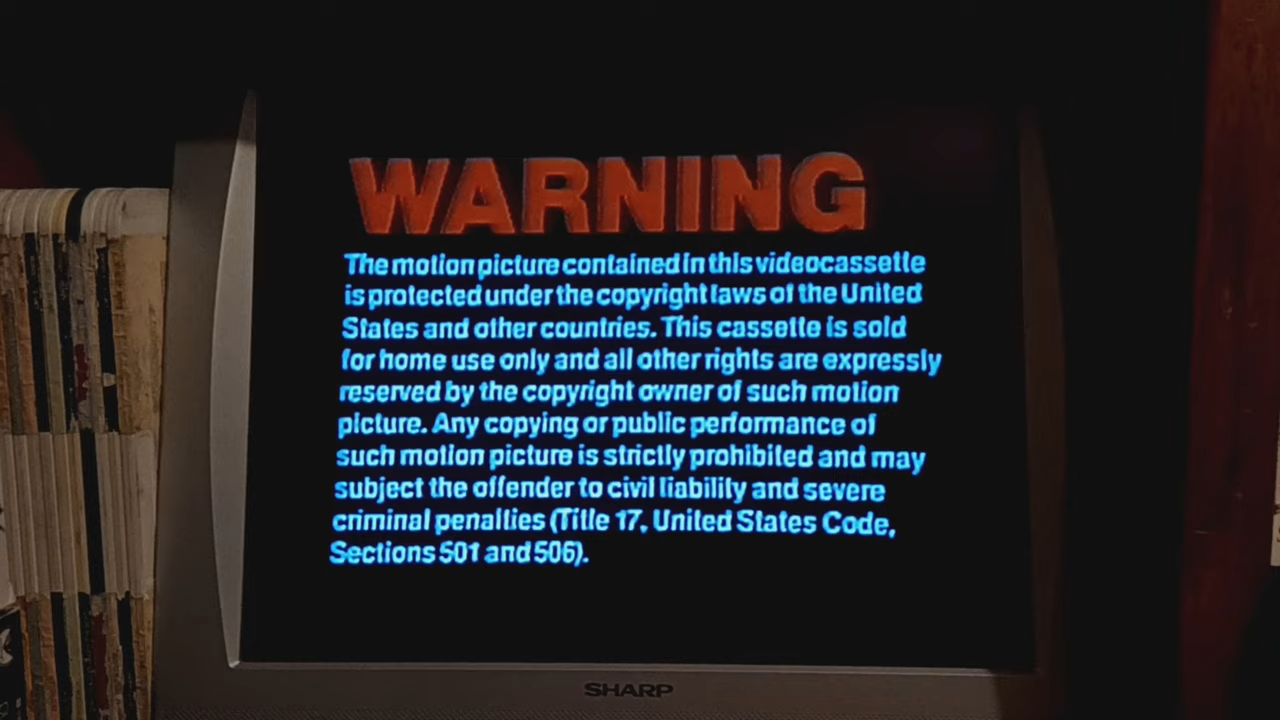 WARNING
The motion picture contained in this videocassette
is protected under the copyright laws of the United
States and other countries. This cassette is sold
for home use only and all other rights are expressly
reserved by the copyright owner of such motion
picture. Any copying or public performance of
such motion picture is strictly prohibited and may
subject the offender to civil liability and severe
criminal penalties (Title 17, United States Code,
Sections 501 and 506).
SHARP